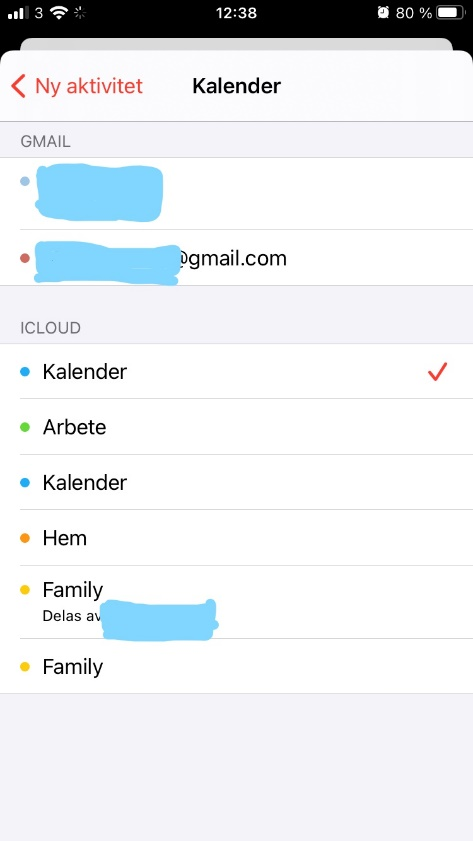 3 12:38 80 %
Ny aktivitet Kalender
GMAIL
@gmail.com
ICLOUD
Kalender
Arbete
Kalender
Hem
Family
Delas av
Family